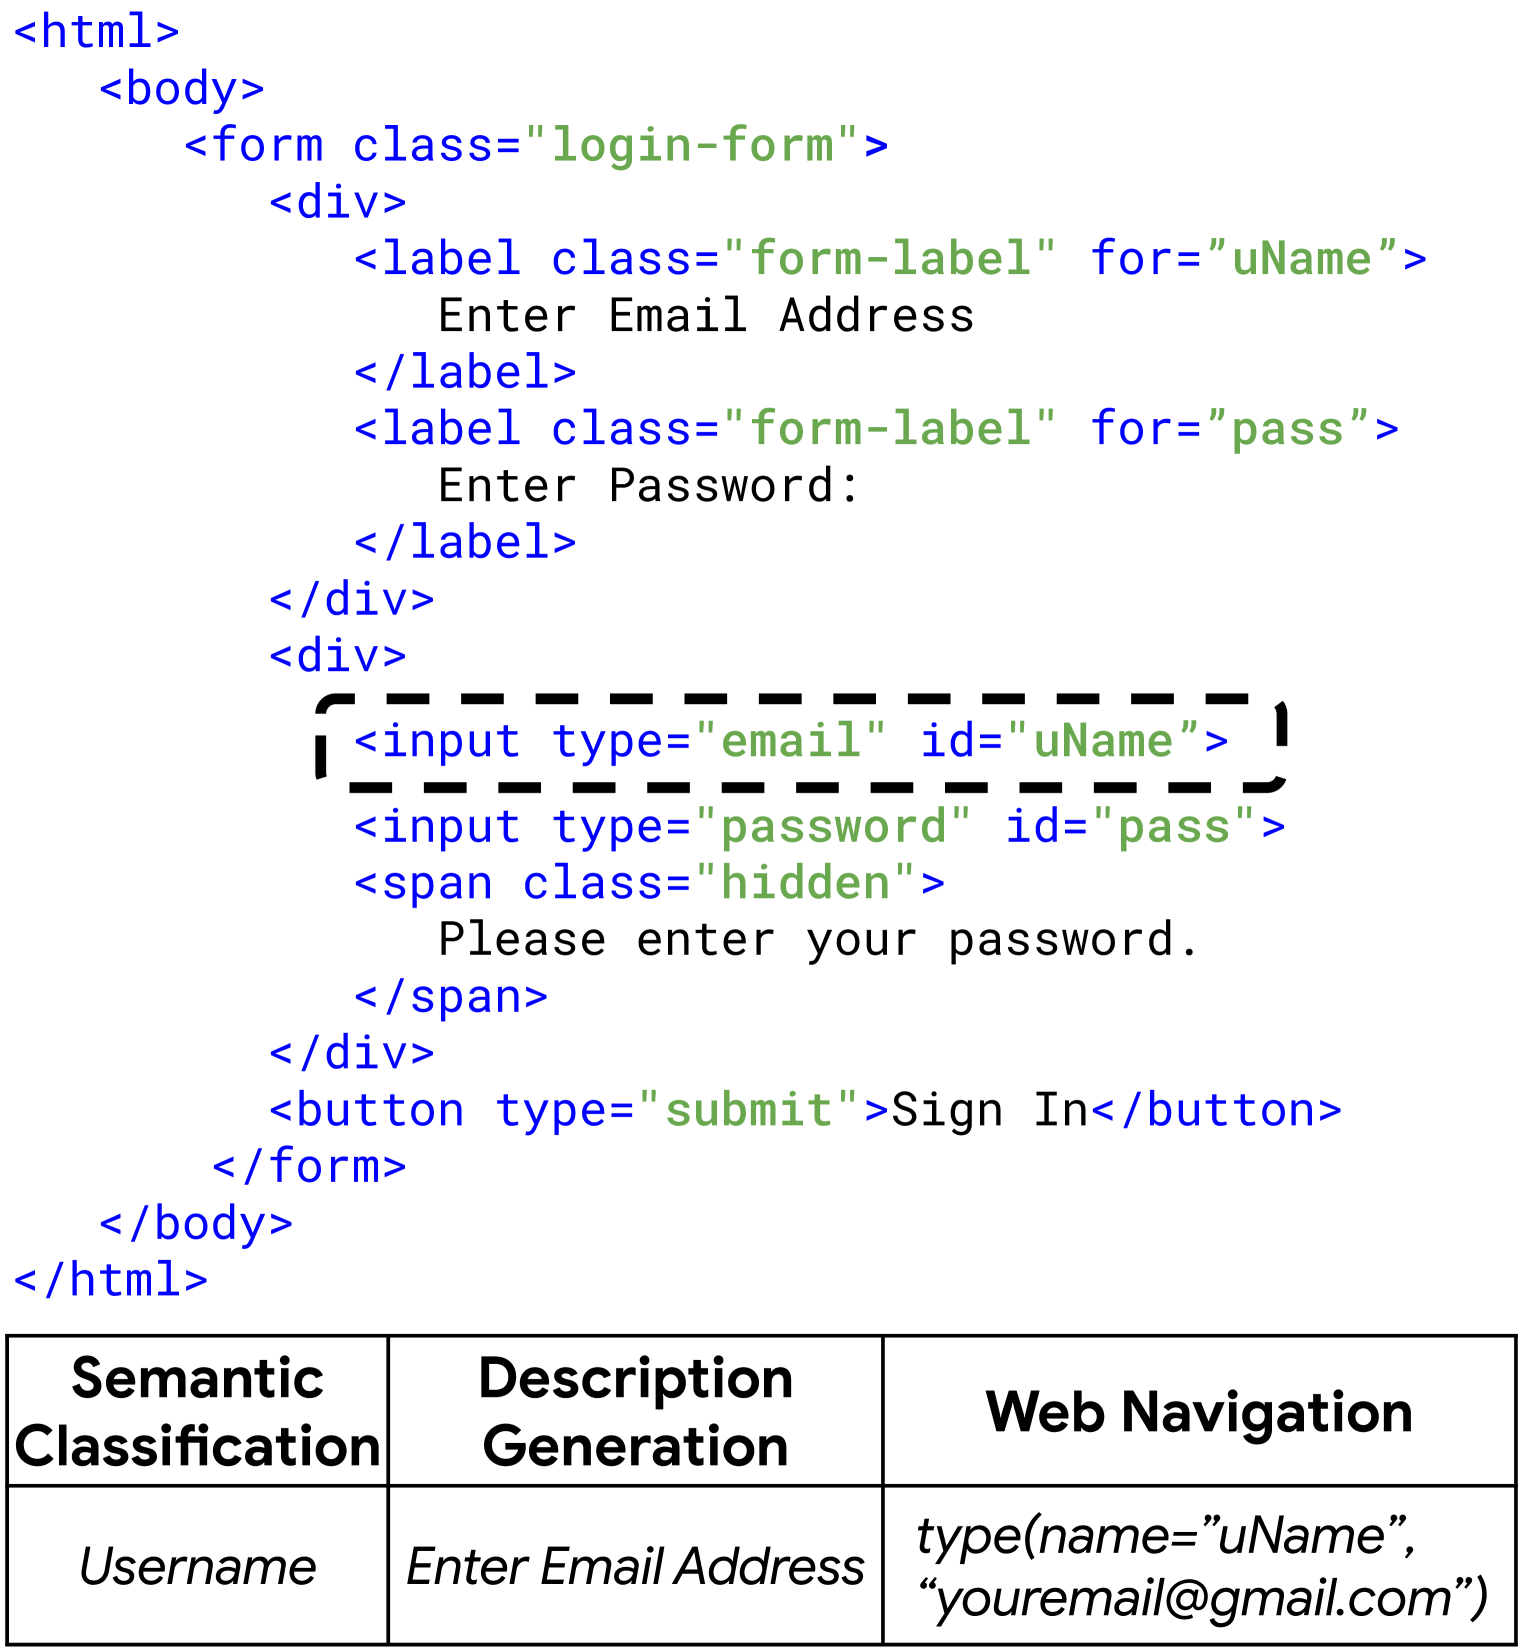 <html>
<body>
<form class="login-form">
<div>
<label class="form-label" for=”uName”>
Enter Email Address
</label>
<label class="form-label" for=”pass”>
Enter Password:
</label>
</div>
<div>
<input type="email" id="uName”>
<input type="password" id="pass">
<span class="hidden">
Please enter your password.
</span>
</div>
<button type="submit">Sign In</button>
</form>
</body>
</html>
Semantic
Classification
Description
Generation
Web Navigation
Username
Enter Email Address
type(name=”uName”,
“youremail@gmail.com”)